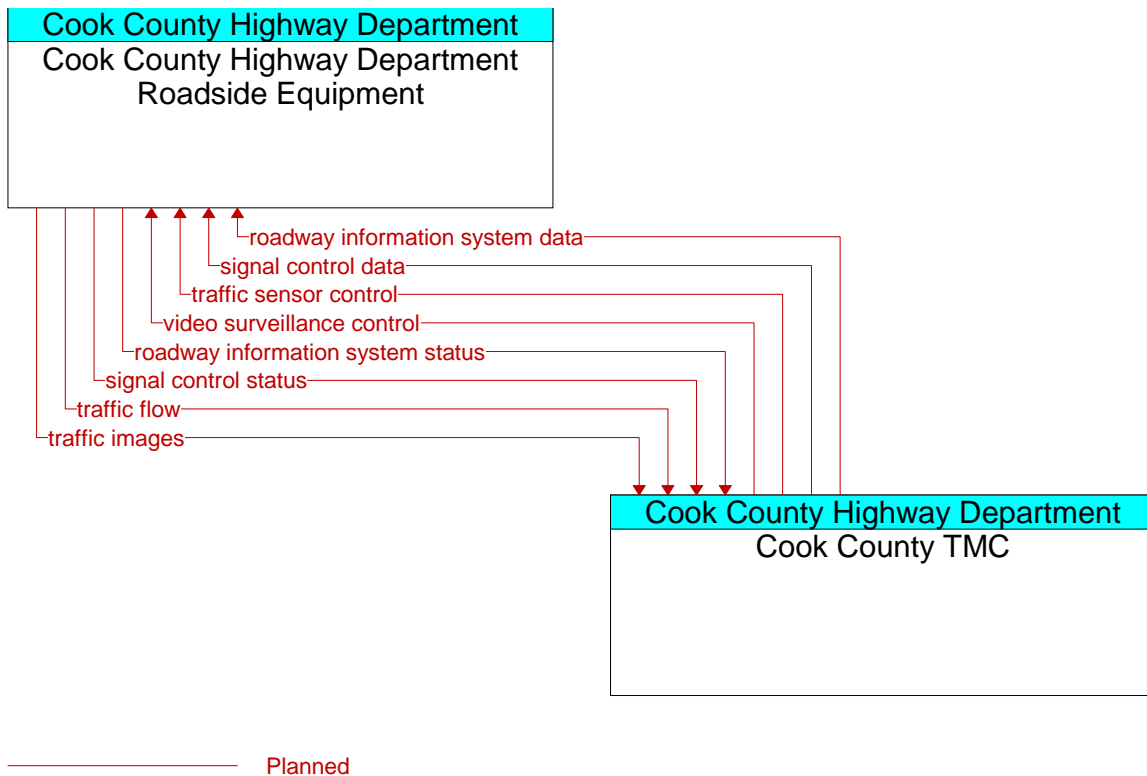 Cook County Highway Department
Cook County Highway Department
Roadside Equipment
roadway information system data
signal control data
traffic sensor control
video surveillance control
roadway information system status
signal control status
traffic flow
traffic images
Cook County Highway Department
Cook County TMC
Planned